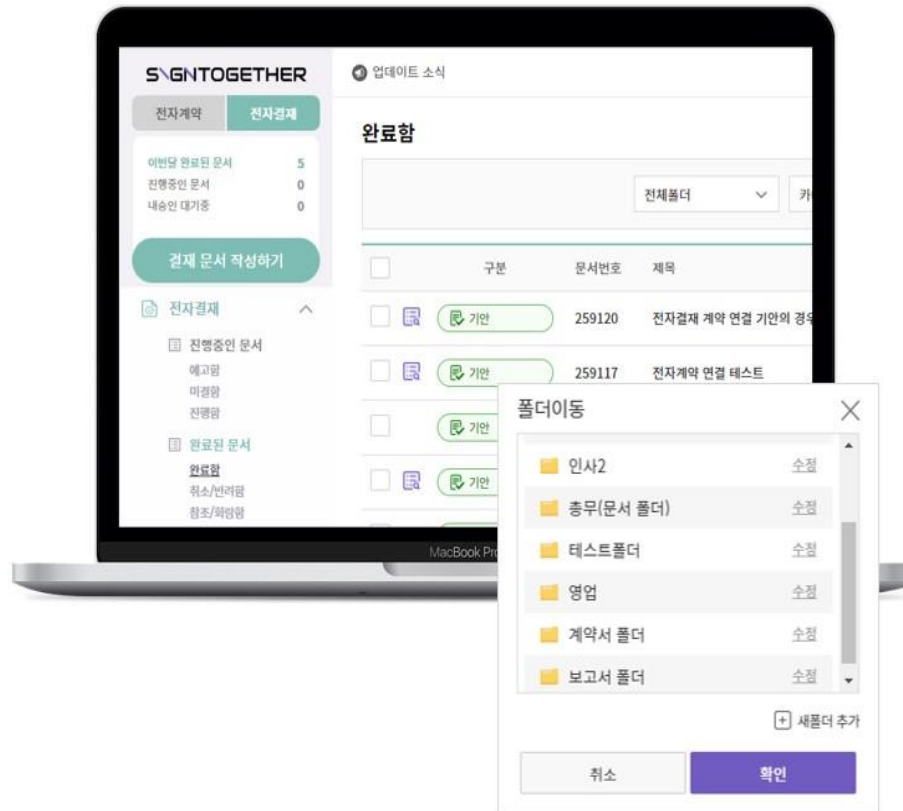 SIGNTOGETHER
업데이트 소식
전자계약 전자결재
이번달 완료된 문서 5
진행중인 문서 0
내승인 대기중 0
결재 문서 작성하기
전자결재
진행중인 문서
예고함
미결함
진행함
완료된 문서
완료함
취소/반려함
참조/회람함
완료함
전체폴더
구분 문서번호 제목
기안 259120 전자결재 계약 연결 기안의 경우
기안 259117 전자계약 연결 테스트
기안
기안
MacBook Pro
폴더이동
인사2 수정
총무(문서 폴더) 수정
테스트폴더 수정
영업 수정
계약서 폴더 수정
보고서 폴더 수정
새폴더 추가
취소 확인